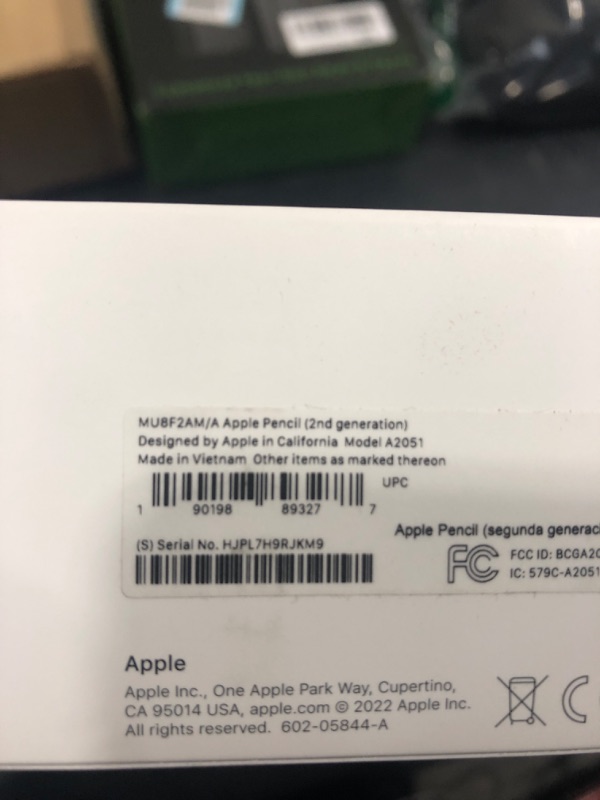 MU8F2AM/A Apple Pencil (2nd generation)
Designed by Apple in California Model A2051
Made in Vietnam Other items as marked thereon
UPC
1 90198 89327 7
Apple Pencil (segunda generaci
(S) Serial No. HJPL7H9RJKM9
FC FCC ID: BCGA20
IC: 579C-A2051
Apple
Apple Inc., One Apple Park Way, Cupertino,
CA 95014 USA, apple.com © 2022 Apple Inc.
All rights reserved. 602-05844-A